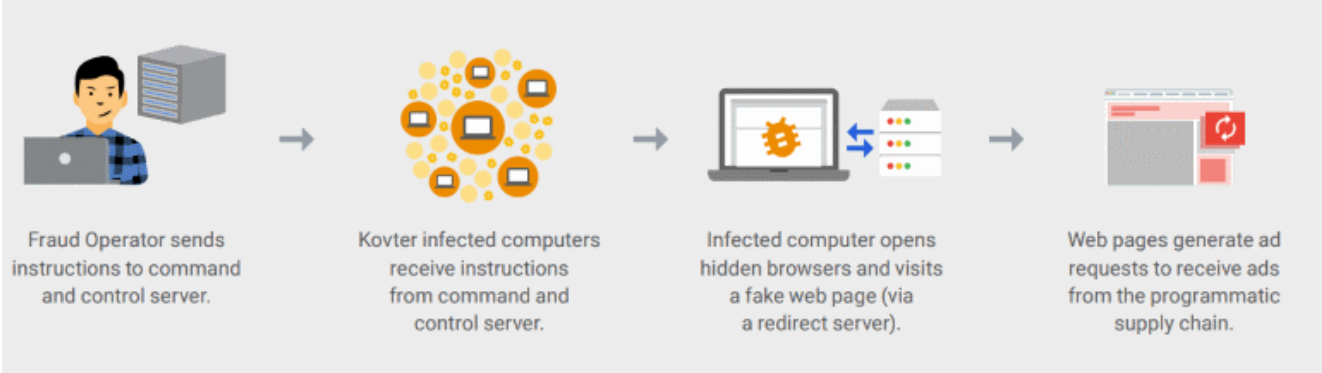 Fraud Operator sends
instructions to command
and control server.
Kovter infected computers
receive instructions
from command and
control server.
Infected computer opens
hidden browsers and visits
a fake web page (via
a redirect server).
Web pages generate ad
requests to receive ads
from the programmatic
supply chain.